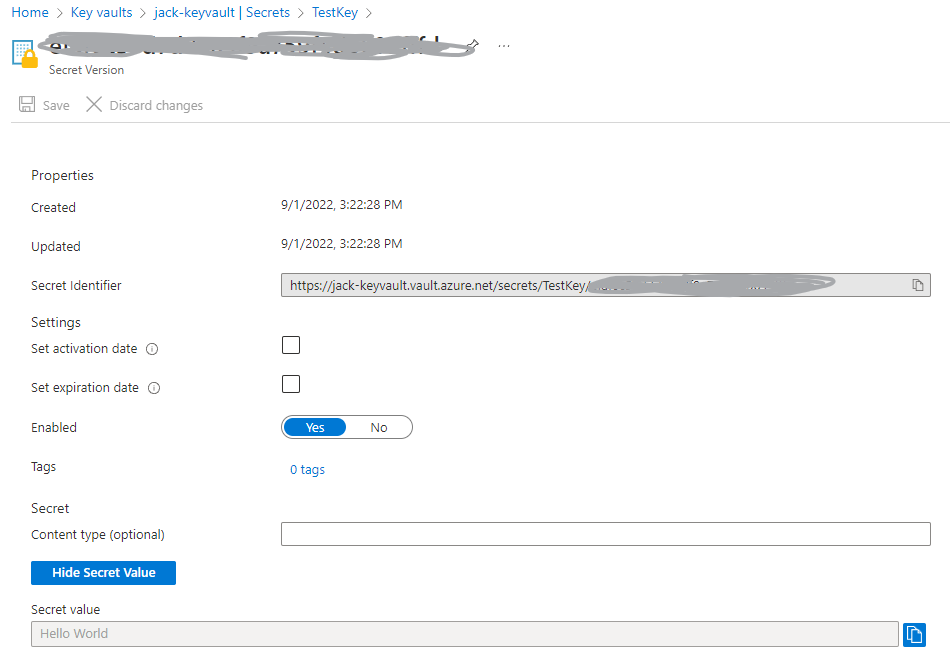 Home > Key vaults > jack-keyvault | Secrets > TestKey >
...
Secret Version
Save Discard changes
Properties
Created 9/1/2022, 3:22:28 PM
Updated 9/1/2022, 3:22:28 PM
Secret Identifier https://jack-keyvault.vault.azure.net/secrets/TestKey/
Settings
Set activation date
Set expiration date
Enabled Yes No
Tags 0 tags
Secret
Content type (optional)
Hide Secret Value
Secret value
Hello World